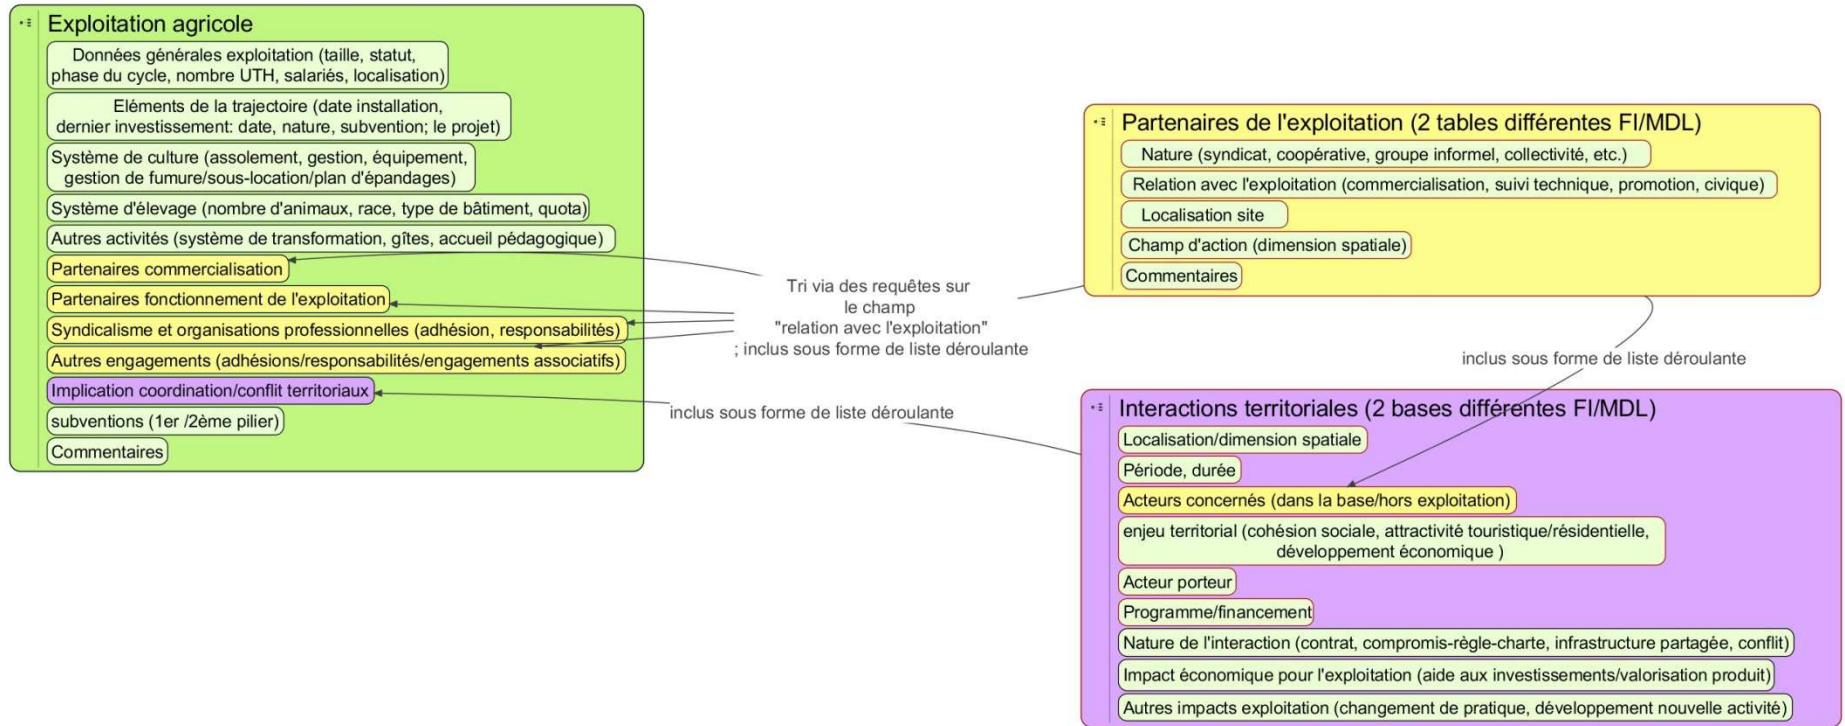 Exploitation agricole
Données générales exploitation (taille, statut,
phase du cycle, nombre UTH, salariés, localisation)
Eléments de la trajectoire (date installation,
dernier investissement: date, nature, subvention; le projet)
Système de culture (assolement, gestion, équipement,
gestion de fumure/sous-location/plan d'épandages)
Système d'élevage (nombre d'animaux, race, type de bâtiment, quota)
Autres activités (système de transformation, gîtes, accueil pédagogique)
Partenaires commercialisation
Partenaires fonctionnement de l'exploitation
Syndicalisme et organisations professionnelles (adhésion, responsabilités)
Autres engagements (adhésions/responsabilités/engagements associatifs)
Implication coordination/conflit territoriaux
subventions (1er /2ème pilier)
Commentaires
Tri via des requêtes sur
le champ
"relation avec l'exploitation"
; inclus sous forme de liste déroulante
inclus sous forme de liste déroulante
Partenaires de l'exploitation (2 tables différentes FI/MDL)
Nature (syndicat, coopérative, groupe informel, collectivité, etc.)
Relation avec l'exploitation (commercialisation, suivi technique, promotion, civique)
Localisation site
Champ d'action (dimension spatiale)
Commentaires
inclus sous forme de liste déroulante
Interactions territoriales (2 bases différentes FI/MDL)
Localisation/dimension spatiale
Période, durée
Acteurs concernés (dans la base/hors exploitation)
enjeu territorial (cohésion sociale, attractivité touristique/résidentielle,
développement économique )
Acteur porteur
Programme/financement
Nature de l'interaction (contrat, compromis-règle-charte, infrastructure partagée, conflit)
Impact économique pour l'exploitation (aide aux investissements/valorisation produit)
Autres impacts exploitation (changement de pratique, développement nouvelle activité)